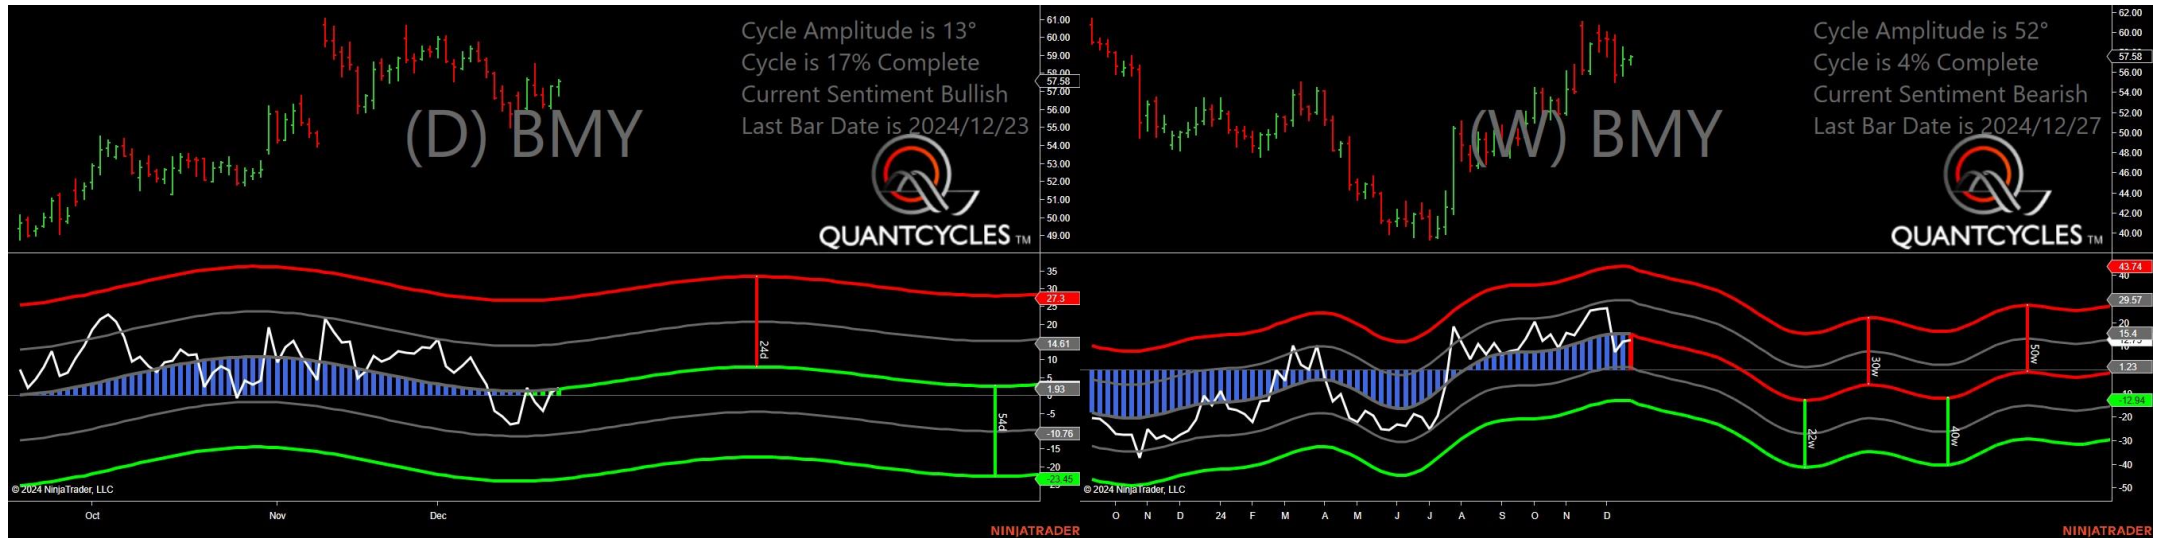 Cycle Amplitude is 13°
Cycle is 17% Complete
Current Sentiment Bullish
Last Bar Date is 2024/12/23
(D) BMY
QUANTCYCLES TM
61.00
60.00
59.00
58.00
57.58
57.00
56.00
55.00
54.00
53.00
52.00
51.00
50.00
49.00
35
30
27.3
25
20
14.61
10
5
1.93
0
-5
-10.76
-15
-20
-23.45
24d
54d
© 2024 NinjaTrader, LLC
Oct Nov Dec
NINJATRADER
Cycle Amplitude is 52°
Cycle is 4% Complete
Current Sentiment Bearish
Last Bar Date is 2024/12/27
(W) BMY
QUANTCYCLES TM
62.00
60.00
57.58
56.00
54.00
52.00
50.00
48.00
46.00
44.00
42.00
40.00
43.74
40
29.57
20
15.4
12.75
1.23
-10
-12.94
-20
-30
-40
-50
22w
30w
40w
50w
© 2024 NinjaTrader, LLC
O N D 24 F M A M J J A S O N D
NINJATRADER